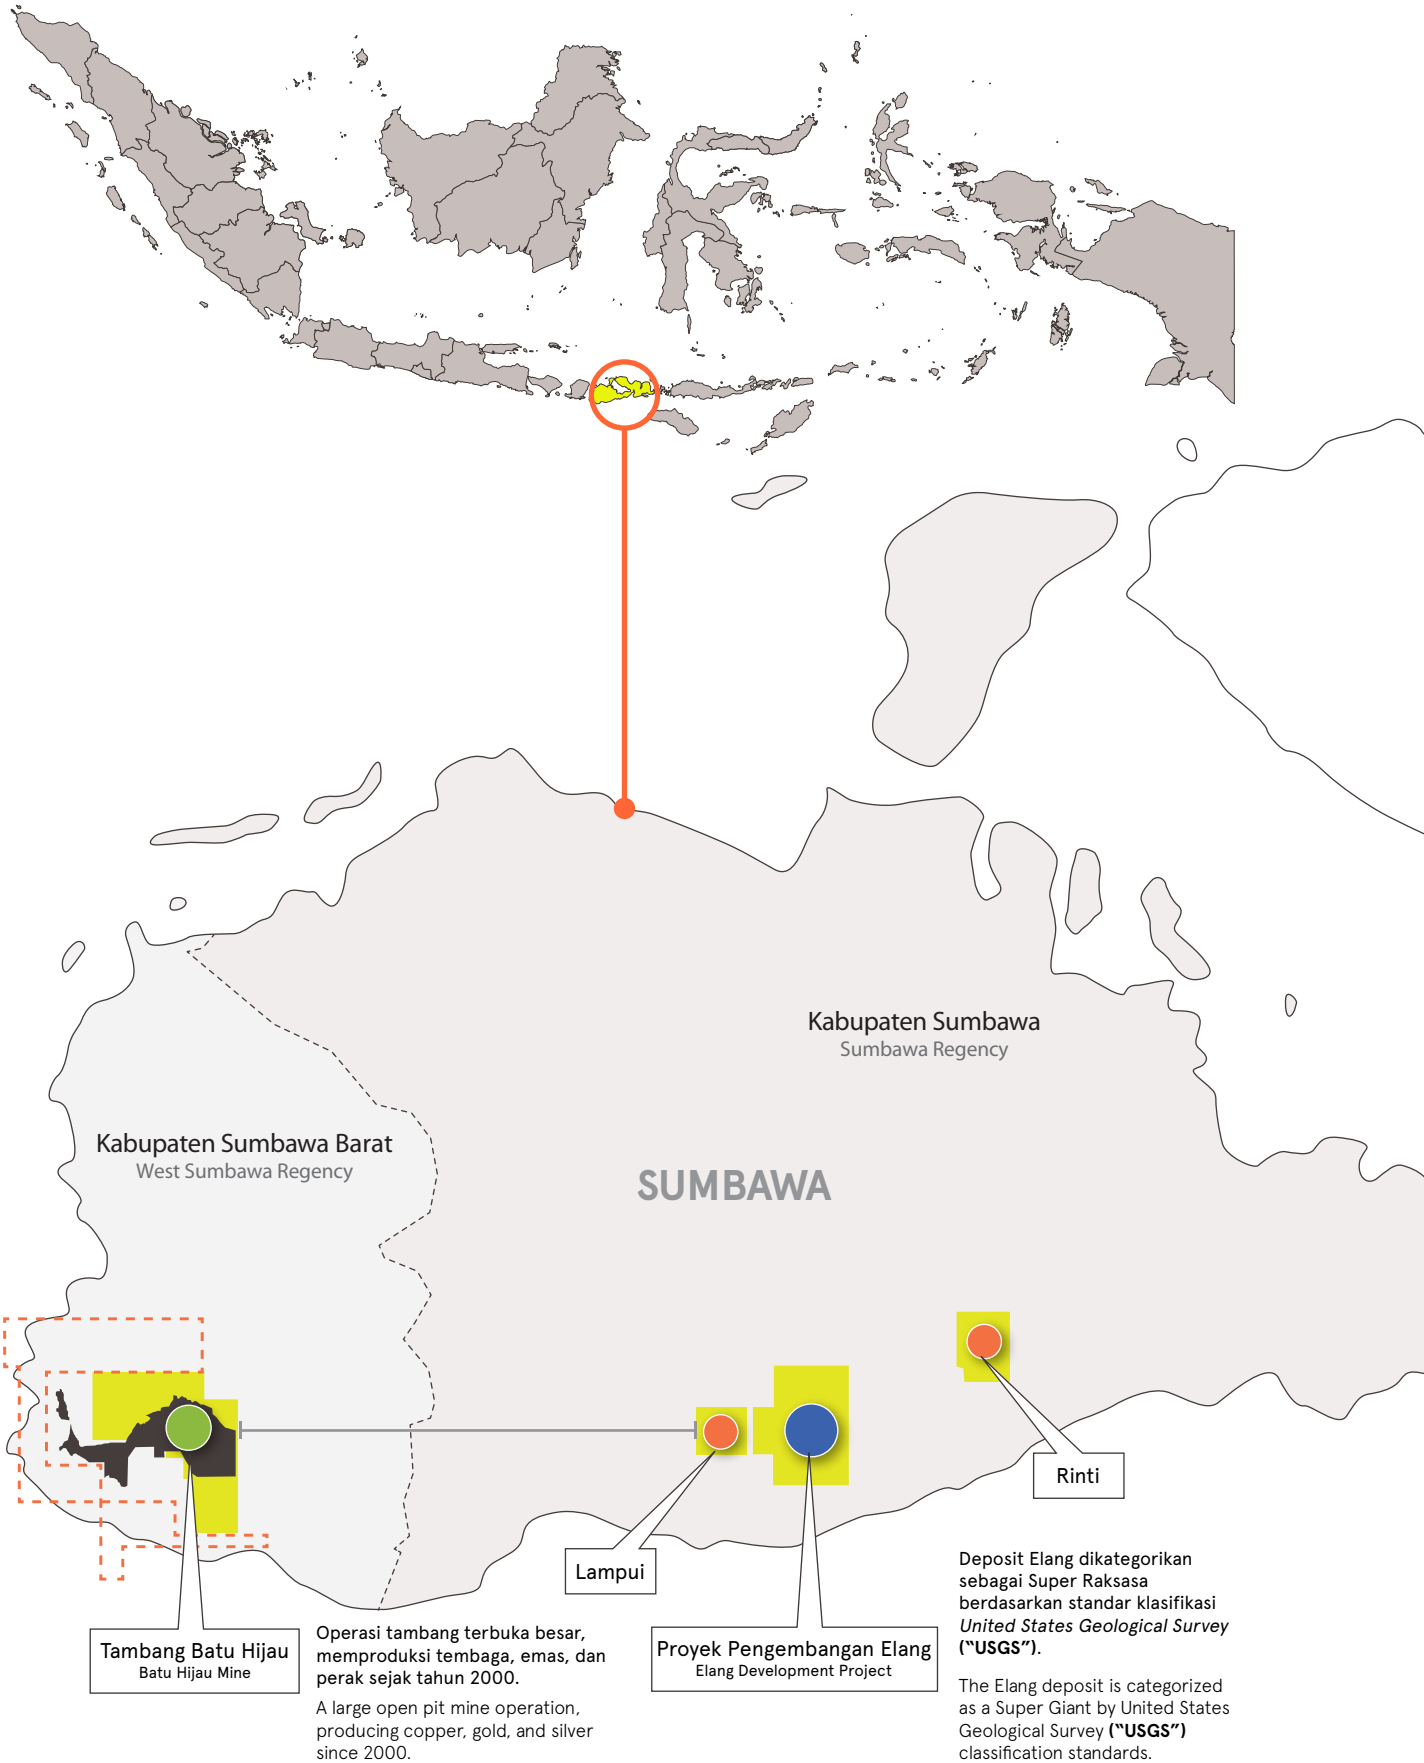 Kabupaten Sumbawa
Sumbawa Regency
Kabupaten Sumbawa Barat
West Sumbawa Regency
SUMBAWA
Rinti
Lampui
Tambang Batu Hijau
Batu Hijau Mine
Operasi tambang terbuka besar,
memproduksi tembaga, emas, dan
perak sejak tahun 2000.
A large open pit mine operation,
producing copper, gold, and silver
since 2000.
Proyek Pengembangan Elang
Elang Development Project
Deposit Elang dikategorikan
sebagai Super Raksasa
berdasarkan standar klasifikasi
United States Geological Survey
(“USGS”).
The Elang deposit is categorized
as a Super Giant by United States
Geological Survey (“USGS”)
classification standards.